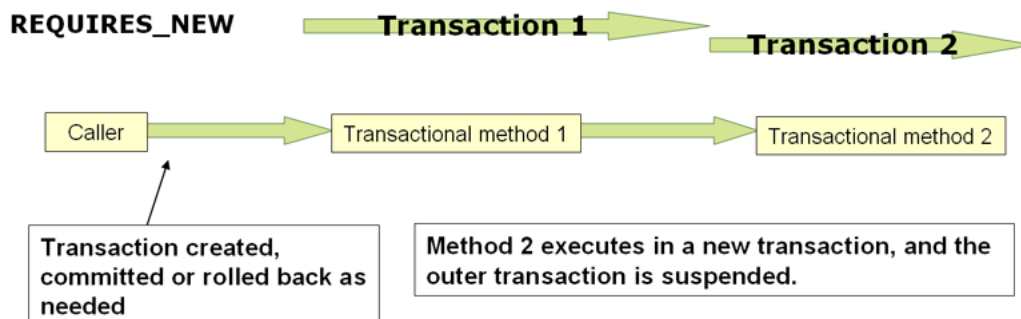 REQUIRES_NEW
Transaction 1
Transaction 2
Caller
Transactional method 1
Transactional method 2
Transaction created,
committed or rolled back as
needed
Method 2 executes in a new transaction, and the
outer transaction is suspended.